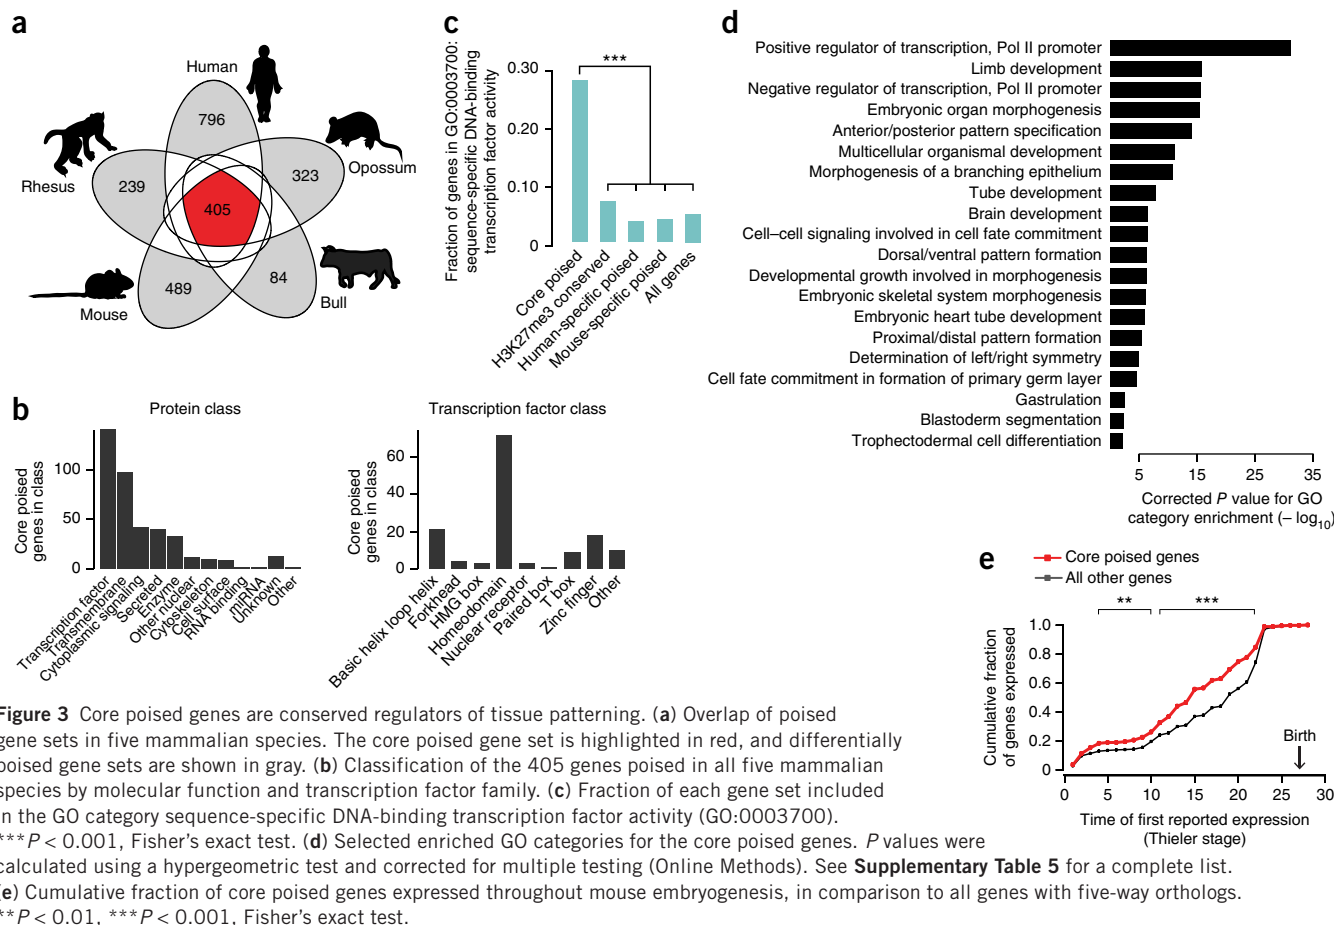 a
Human
796
Rhesus
239
Opossum
323
405
Mouse
489
Bull
84
b
Protein class
Core poised
genes in class
100
50
0
Transcription factor
Transmembrane
Cytoplasmic signaling
Secreted
Enzyme
Other nuclear
Cytoskeleton
Cell surface
RNA binding
miRNA
Unknown
Other
Transcription factor class
Core poised
genes in class
60
40
20
0
Basic helix loop helix
Forkhead
HMG box
Homeodomain
Nuclear receptor
Paired box
T box
Zinc finger
Other
c
Fraction of genes in GO:0003700:
sequence-specific DNA-binding
transcription factor activity
0.30
0.20
0.10
0
***
Core poised
H3K27me3 conserved
Human-specific poised
Mouse-specific poised
All genes
d
Positive regulator of transcription, Pol II promoter
Limb development
Negative regulator of transcription, Pol II promoter
Embryonic organ morphogenesis
Anterior/posterior pattern specification
Multicellular organismal development
Morphogenesis of a branching epithelium
Tube development
Brain development
Cell–cell signaling involved in cell fate commitment
Dorsal/ventral pattern formation
Developmental growth involved in morphogenesis
Embryonic skeletal system morphogenesis
Embryonic heart tube development
Proximal/distal pattern formation
Determination of left/right symmetry
Cell fate commitment in formation of primary germ layer
Gastrulation
Blastoderm segmentation
Trophectodermal cell differentiation
5 15 25 35
Corrected P value for GO
category enrichment (– log10)
e
Core poised genes
All other genes
** ***
Cumulative fraction
of genes expressed
1.0
0.8
0.6
0.4
0.2
0
Birth
0 5 10 15 20 25 30
Time of first reported expression
(Thieler stage)
Figure 3 Core poised genes are conserved regulators of tissue patterning. (a) Overlap of poised
gene sets in five mammalian species. The core poised gene set is highlighted in red, and differentially
poised gene sets are shown in gray. (b) Classification of the 405 genes poised in all five mammalian
species by molecular function and transcription factor family. (c) Fraction of each gene set included
in the GO category sequence-specific DNA-binding transcription factor activity (GO:0003700).
***P < 0.001, Fisher's exact test. (d) Selected enriched GO categories for the core poised genes. P values were
calculated using a hypergeometric test and corrected for multiple testing (Online Methods). See Supplementary Table 5 for a complete list.
(e) Cumulative fraction of core poised genes expressed throughout mouse embryogenesis, in comparison to all genes with five-way orthologs.
**P < 0.01, ***P < 0.001, Fisher's exact test.